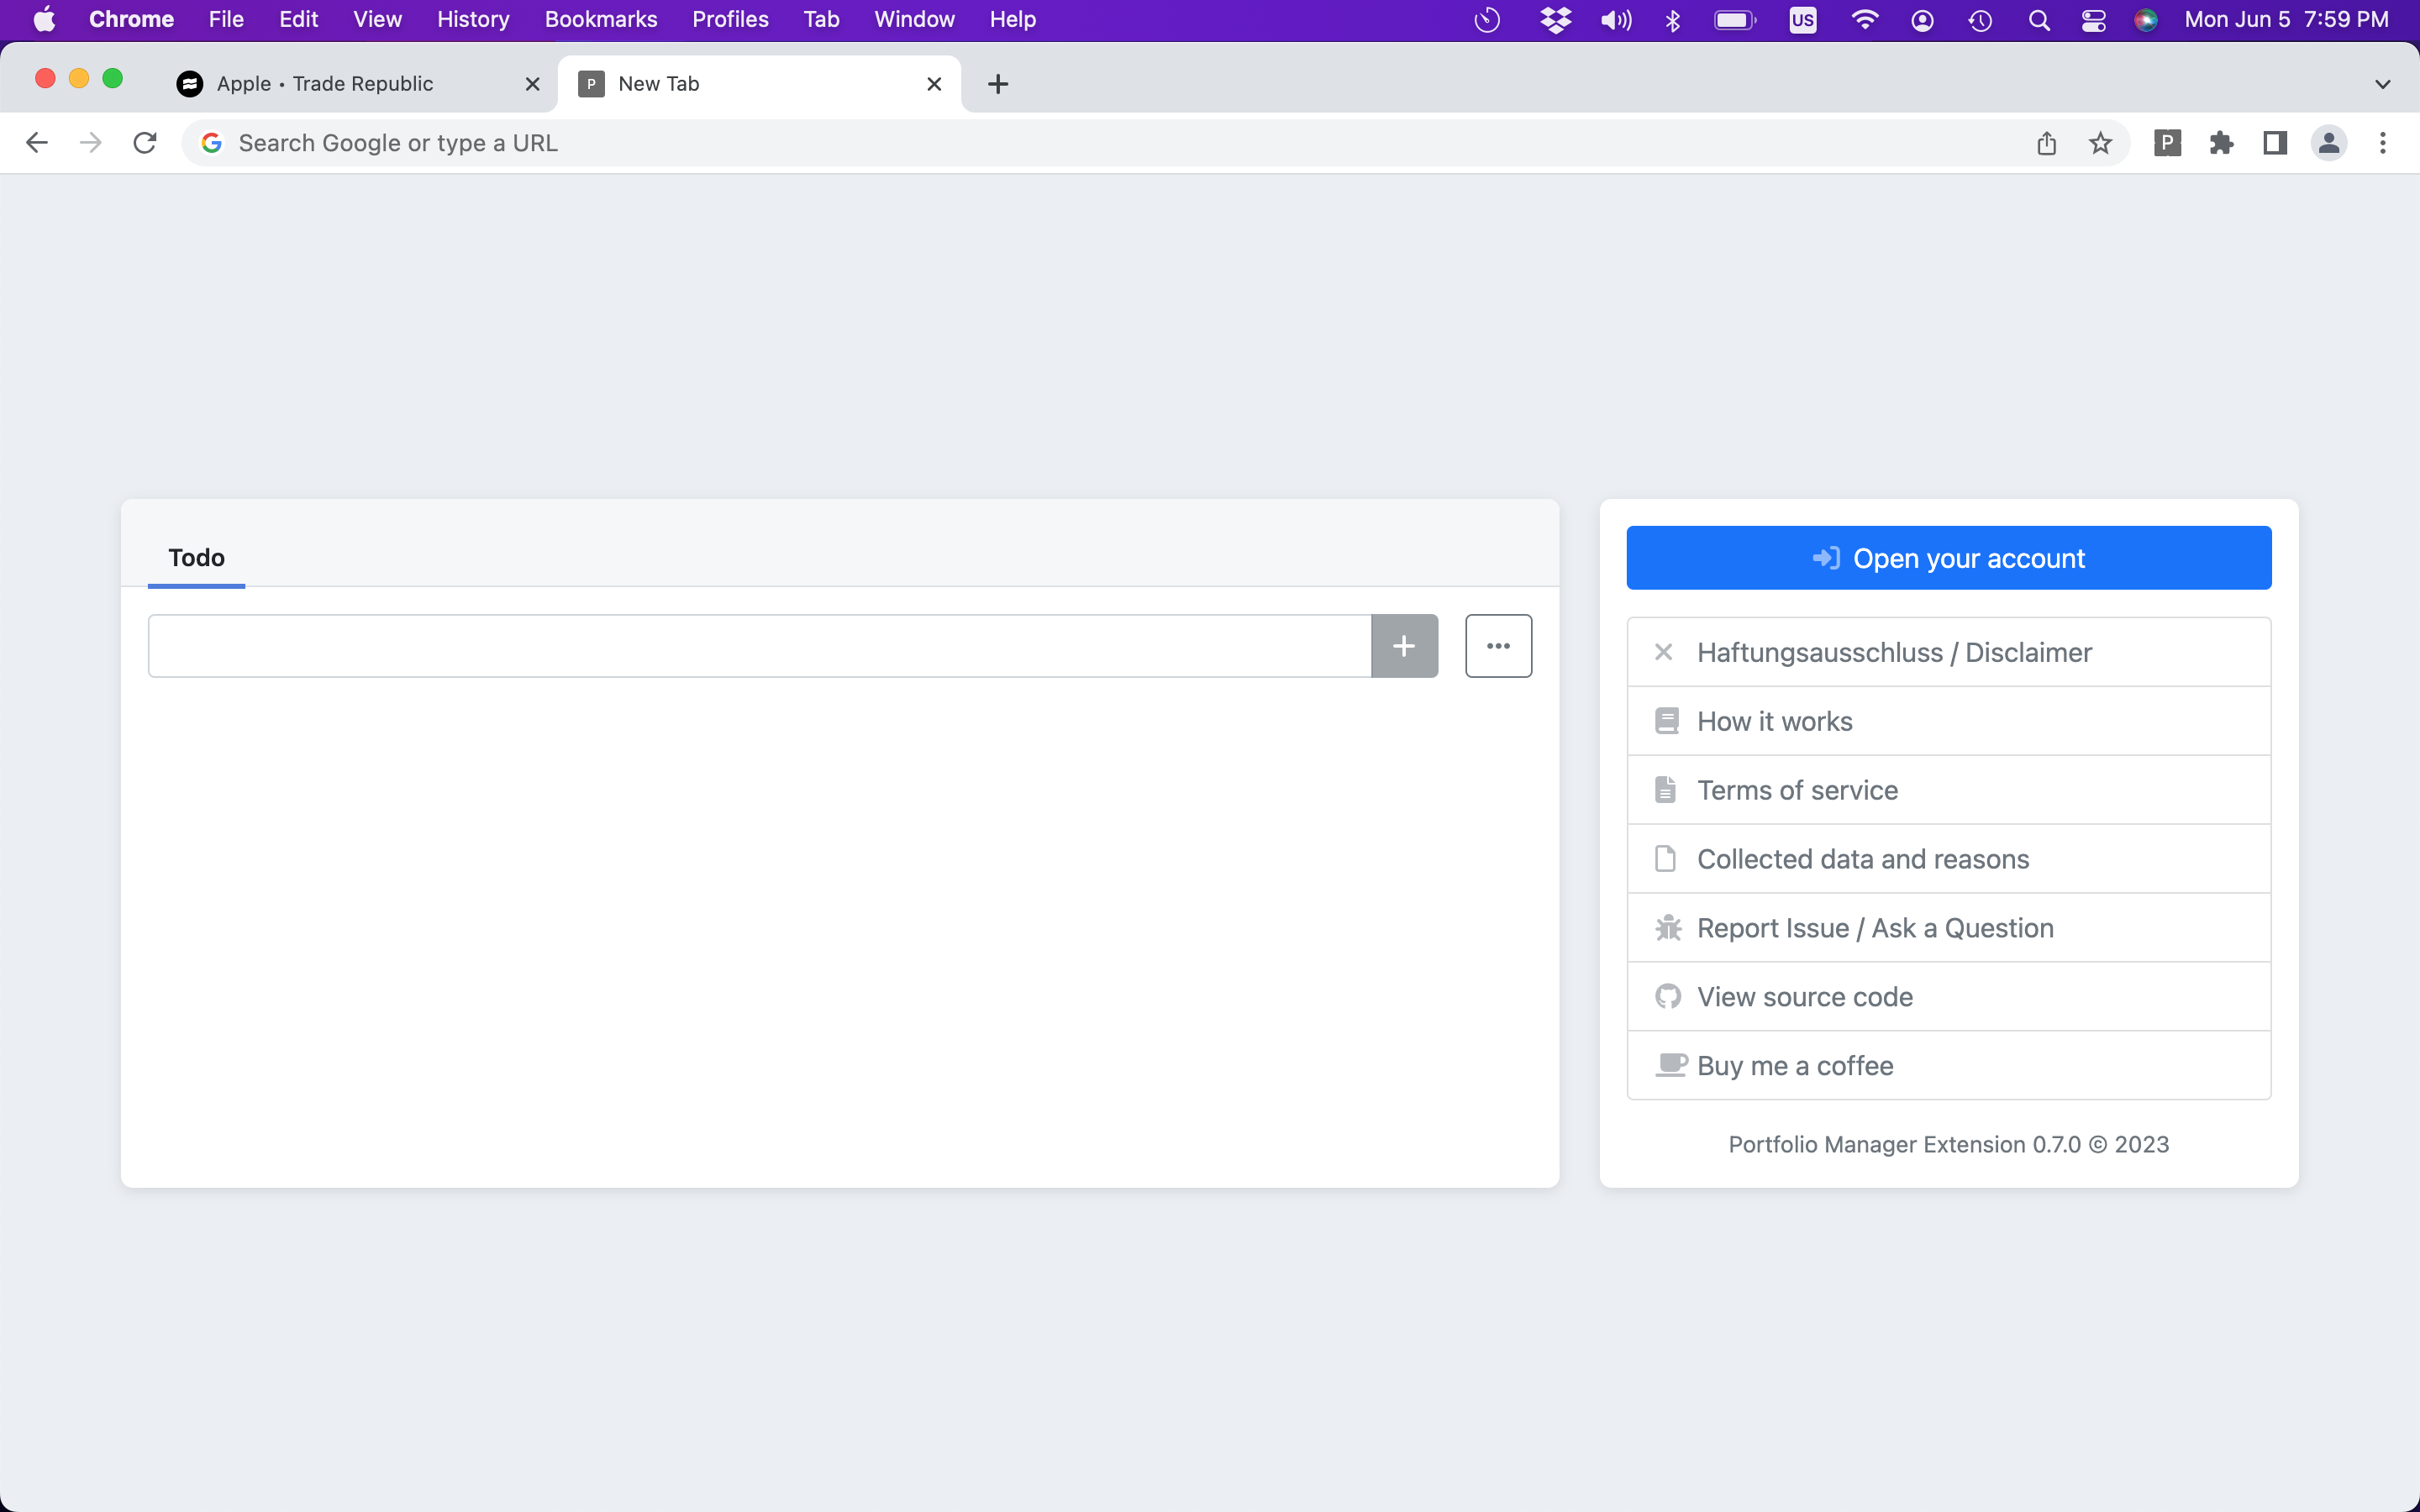 Chrome File Edit View History Bookmarks Profiles Tab Window Help US Mon Jun 5 7:59 PM
Apple • Trade Republic P New Tab
Search Google or type a URL P
Todo
Open your account
Haftungsausschluss / Disclaimer
How it works
Terms of service
Collected data and reasons
Report Issue / Ask a Question
View source code
Buy me a coffee
Portfolio Manager Extension 0.7.0 © 2023